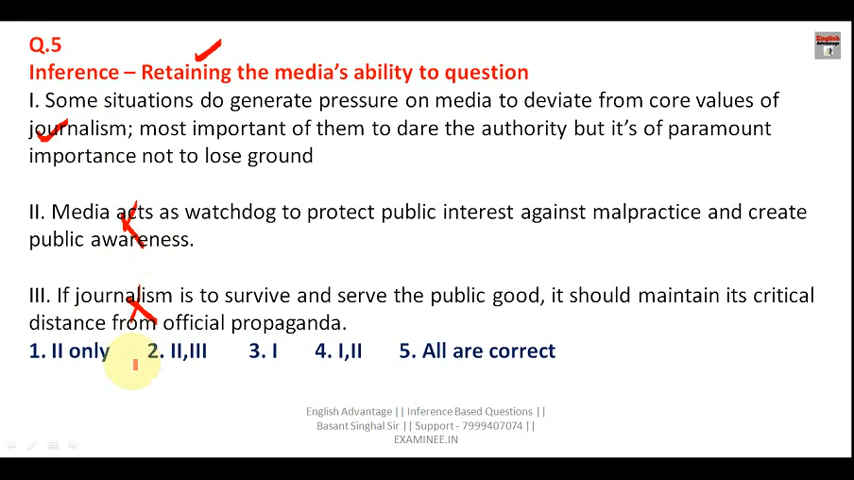 Q.5
English
Advantage
Inference – Retaining the media's ability to question
I. Some situations do generate pressure on media to deviate from core values of
journalism; most important of them to dare the authority but it's of paramount
importance not to lose ground
II. Media acts as watchdog to protect public interest against malpractice and create
public awareness.
III. If journalism is to survive and serve the public good, it should maintain its critical
distance from official propaganda.
1. II only 2. II,III 3. I 4. I,II 5. All are correct
English Advantage || Inference Based Questions ||
Basant Singhal Sir || Support - 7999407074 ||
EXAMINEE.IN